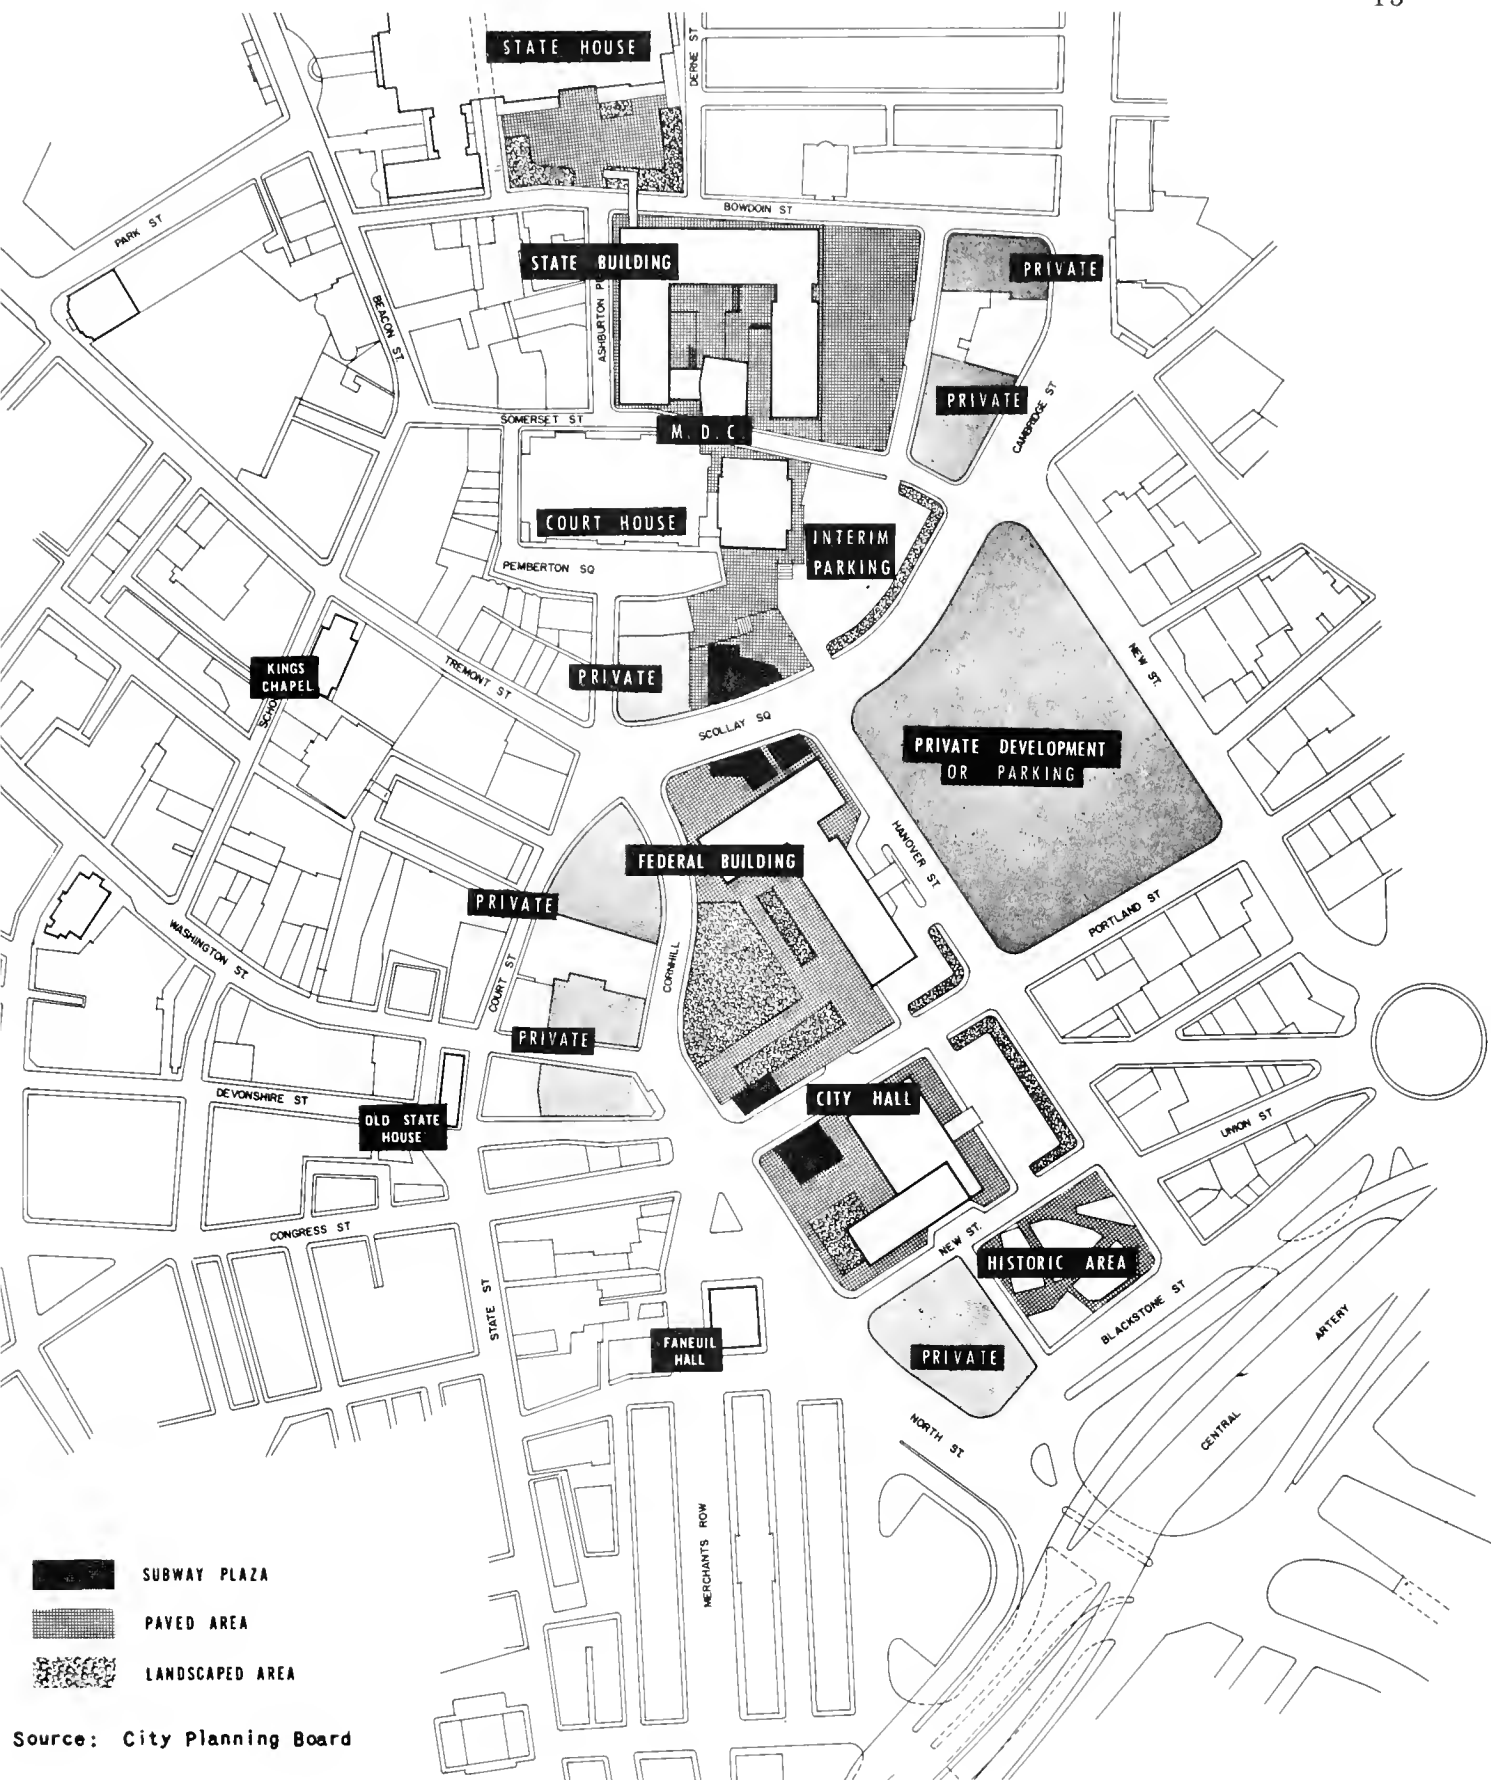 STATE HOUSE
DERNE ST
PARK ST
BOWDOIN ST
STATE BUILDING
PRIVATE
BEACON ST.
ASHBURTON
PRIVATE
CAMBRIDGE ST
SOMERSET ST
M. D. C.
COURT HOUSE
INTERIM
PARKING
PEMBERTON SQ
KINGS
CHAPEL
TREMONT ST
PRIVATE
NEW ST.
SCOLLAY SQ
PRIVATE DEVELOPMENT
OR PARKING
HANOVER ST.
FEDERAL BUILDING
PRIVATE
PORTLAND ST
WASHINGTON ST.
COURT ST
CORNHILL
PRIVATE
DEVONSHIRE ST
CITY HALL
OLD STATE
HOUSE
UNION ST
CONGRESS ST
NEW ST.
HISTORIC AREA
STATE ST
BLACKSTONE ST
ARTERY
FANEUIL
HALL
PRIVATE
NORTH ST.
CENTRAL
MERCHANTS ROW
SUBWAY PLAZA
PAVED AREA
LANDSCAPED AREA
Source: City Planning Board